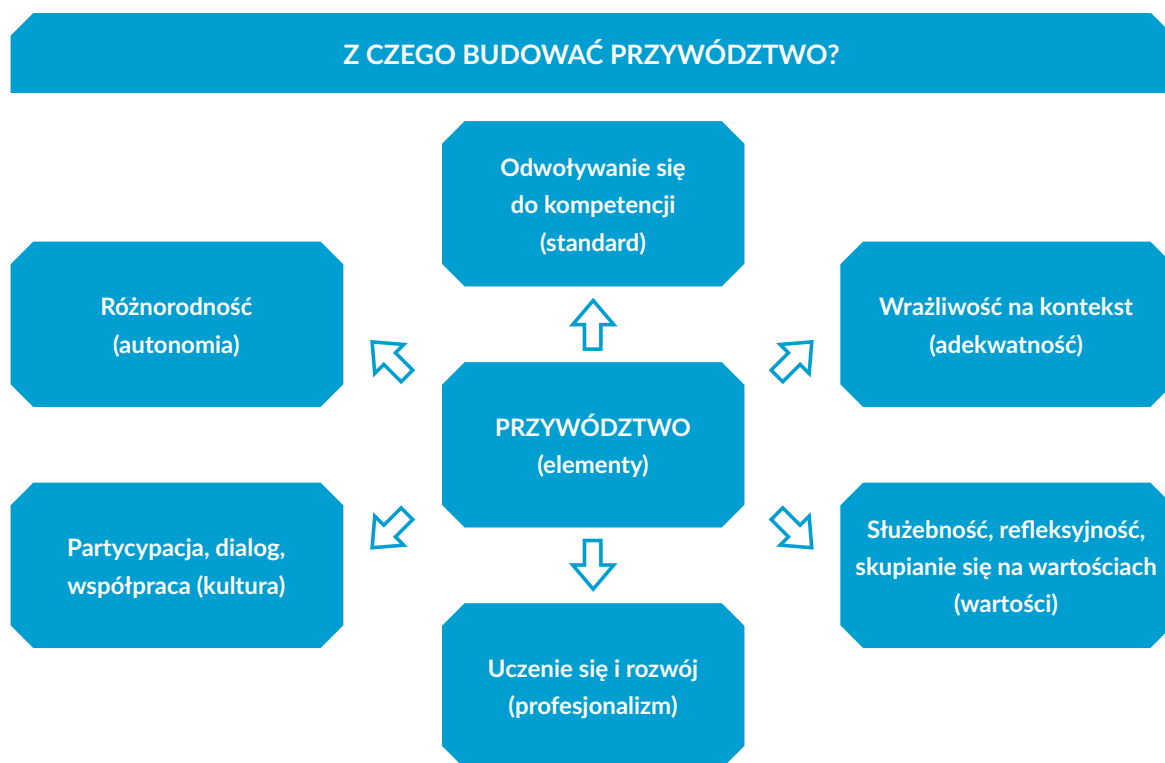 Z CZEGO BUDOWAĆ PRZYWÓDZTWO?
Odwoływanie się
do kompetencji
(standard)
Różnorodność
(autonomia)
Wrażliwość na kontekst
(adekwatność)
PRZYWÓDZTWO
(elementy)
Partycypacja, dialog,
współpraca (kultura)
Służebność, refleksyjność,
skupianie się na wartościach
(wartości)
Uczenie się i rozwój
(profesjonalizm)